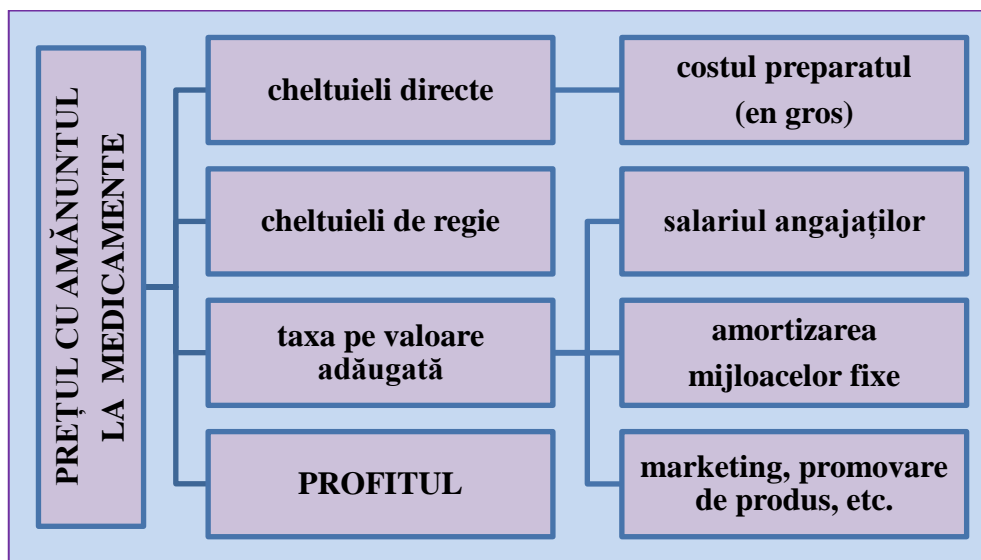 PREȚUL CU AMĂNUNTUL
LA MEDICAMENTE
cheltuieli directe
costul preparatul
(en gros)
cheltuieli de regie
salariul angajaților
taxa pe valoare
adăugată
amortizarea
mijloacelor fixe
PROFITUL
marketing, promovare
de produs, etc.